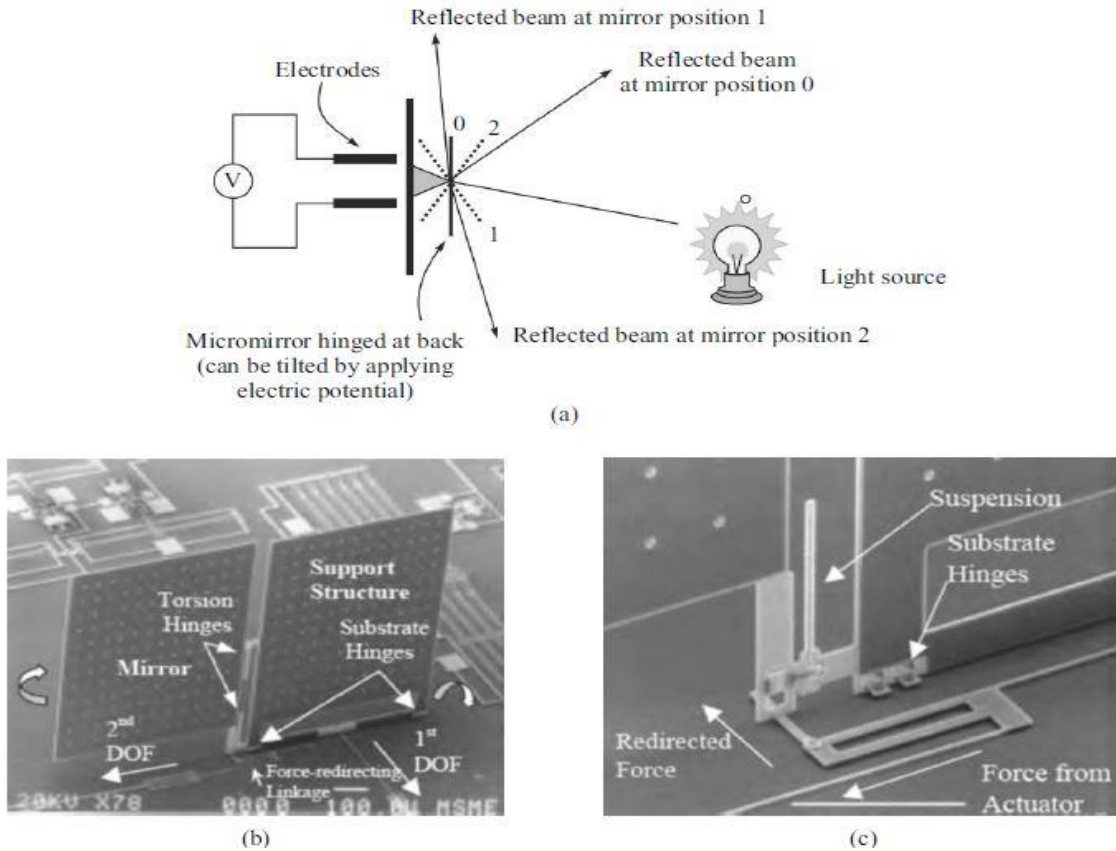 Reflected beam at mirror position 1
Electrodes
Reflected beam
at mirror position 0
0
2
V
1
Light source
Micromirror hinged at back
(can be tilted by applying
electric potential)
Reflected beam at mirror position 2
(a)
Support
Structure
Torsion
Hinges
Substrate
Hinges
Mirror
2nd
DOF
1st
DOF
Force-redirecting
Linkage
20KV X78
100.0U MSME
(b)
Suspension
Substrate
Hinges
Redirected
Force
Force from
Actuator
(c)